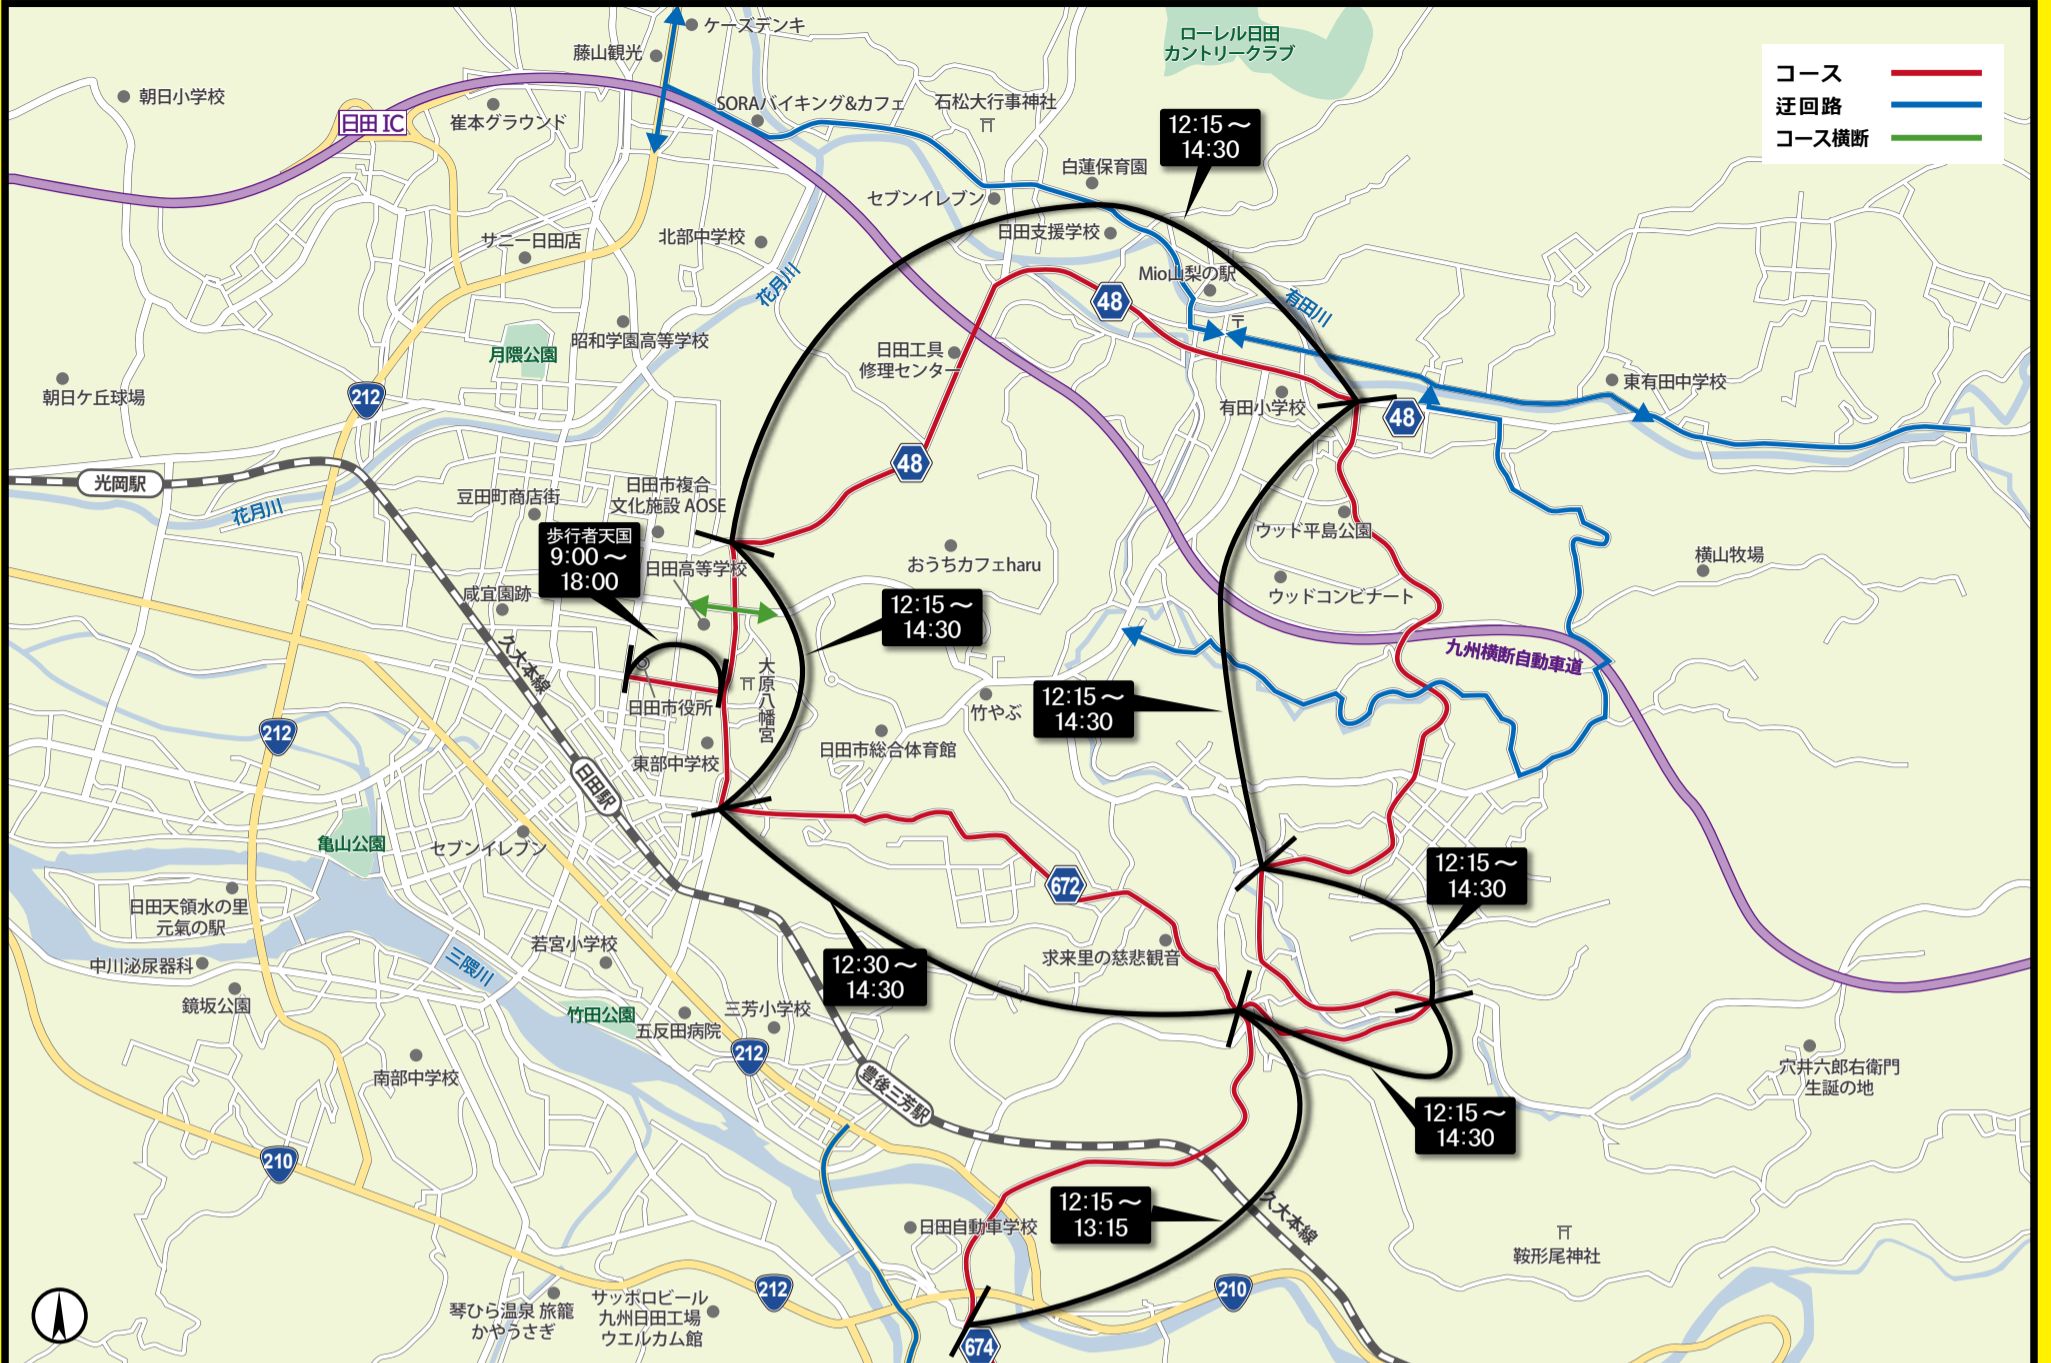 ケーズデンキ
藤山観光
ローレル日田
カントリークラブ
コース
迂回路
コース横断
朝日小学校
日田 IC
崔本グラウンド
SORAバイキング&カフェ
石松大行事神社
12:15～
14:30
白蓮保育園
セブンイレブン
日田支援学校
サニー日田店
北部中学校
花月川
Mio山梨の駅
有田川
48
昭和学園高等学校
月隈公園
日田工具
修理センター
朝日ケ丘球場
212
有田小学校
48
東有田中学校
48
光岡駅
花月川
豆田町商店街
日田市複合
文化施設 AOSE
歩行者天国
9:00～
18:00
日田高等学校
おうちカフェharu
ウッド平島公園
横山牧場
咸宜園跡
12:15～
14:30
ウッドコンビナート
久大本線
九州横断自動車道
大原八幡宮
日田市役所
12:15～
14:30
竹やぶ
212
東部中学校
日田市総合体育館
日田駅
亀山公園
セブンイレブン
672
12:15～
14:30
日田天領水の里
元氣の駅
中川泌尿器科
三隈川
若宮小学校
12:30～
14:30
求来里の慈悲観音
鏡坂公園
竹田公園
五反田病院
三芳小学校
212
南部中学校
豊後三芳駅
穴井六郎右衛門
生誕の地
12:15～
14:30
210
12:15～
13:15
久大本線
日田自動車学校
鞍形尾神社
212
210
琴ひら温泉 旅籠
かやうさぎ
サッポロビール
九州日田工場
ウエルカム館
674